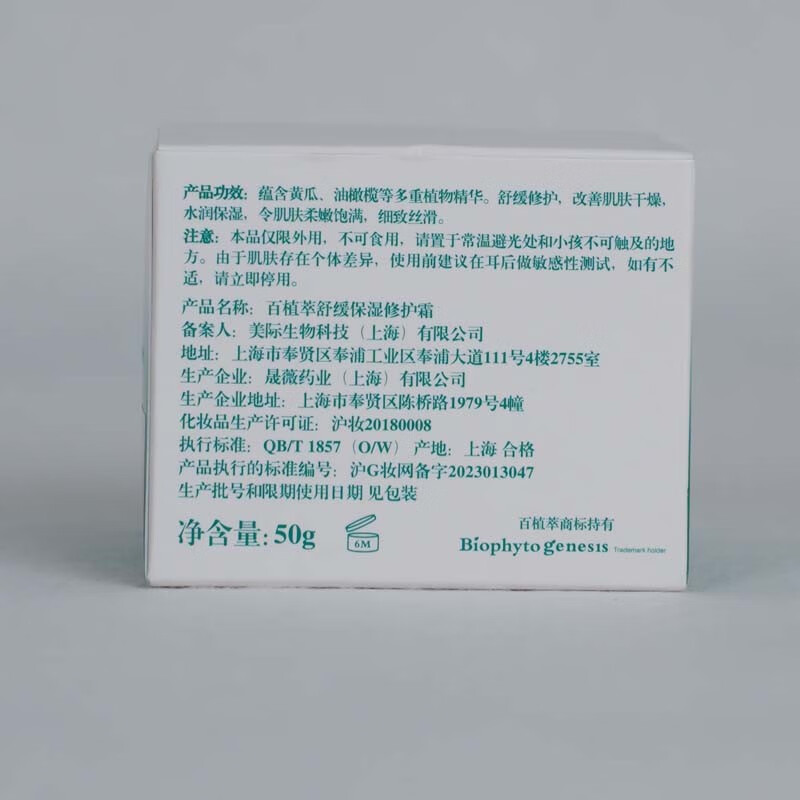 产品功效：蕴含黄瓜、油橄榄等多重植物精华。舒缓修护，改善肌肤干燥，
水润保湿，令肌肤柔嫩饱满，细致丝滑。
注意：本品仅限外用，不可食用，请置于常温避光处和小孩不可触及的地
方。由于肌肤存在个体差异，使用前建议在耳后做敏感性测试，如有不
适，请立即停用。
产品名称：百植萃舒缓保湿修护霜
备案人：美际生物科技（上海）有限公司
地址：上海市奉贤区奉浦工业区奉浦大道111号4楼2755室
生产企业：晟薇药业（上海）有限公司
生产企业地址：上海市奉贤区陈桥路1979号4幢
化妆品生产许可证：沪妆20180008
执行标准：QB/T 1857（O/W）产地：上海 合格
产品执行的标准编号：沪G妆网备字2023013047
生产批号和限期使用日期 见包装
净含量：50g
6M
百植萃商标持有
Biophyto genesis Trademark holder